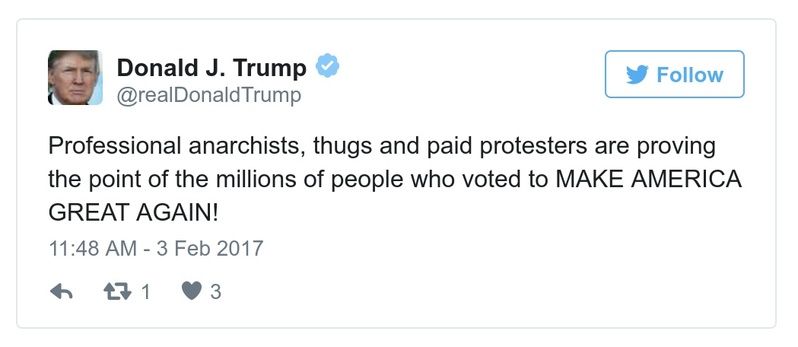 Donald J. Trump
@realDonaldTrump
Follow
Professional anarchists, thugs and paid protesters are proving
the point of the millions of people who voted to MAKE AMERICA
GREAT AGAIN!
11:48 AM - 3 Feb 2017
1
3